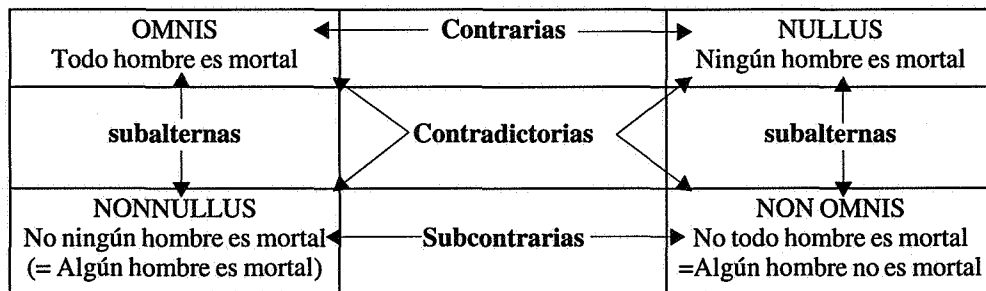 OMNIS
Todo hombre es mortal
Contrarias
NULLUS
Ningún hombre es mortal
subalternas
Contradictorias
subalternas
NONNULLUS
No ningún hombre es mortal
(= Algún hombre es mortal)
Subcontrarias
NON OMNIS
No todo hombre es mortal
=Algún hombre no es mortal